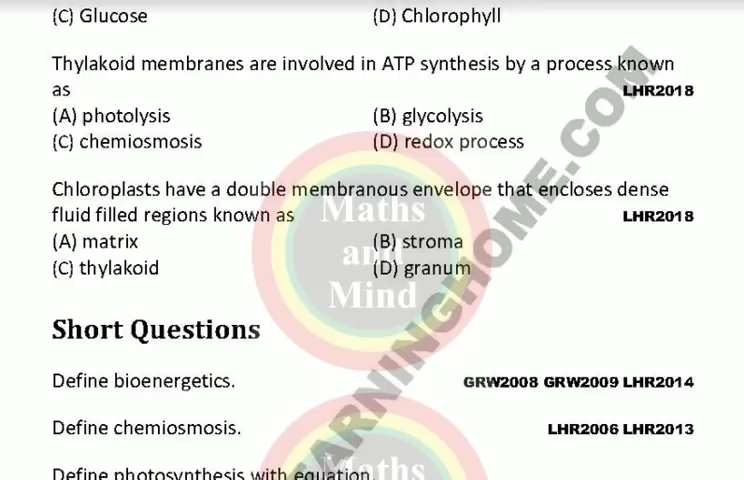 (C) Glucose (D) Chlorophyll
Thylakoid membranes are involved in ATP synthesis by a process known
as LHR2018
(A) photolysis (B) glycolysis
(C) chemiosmosis (D) redox process
Chloroplasts have a double membranous envelope that encloses dense
fluid filled regions known as LHR2018
(A) matrix (B) stroma
(C) thylakoid (D) granum
Maths
and
Mind
EARNINGHOME.COM
Short Questions
Define bioenergetics. GRW2008 GRW2009 LHR2014
Define chemiosmosis. LHR2006 LHR2013
Define photosynthesis with equation.
Maths